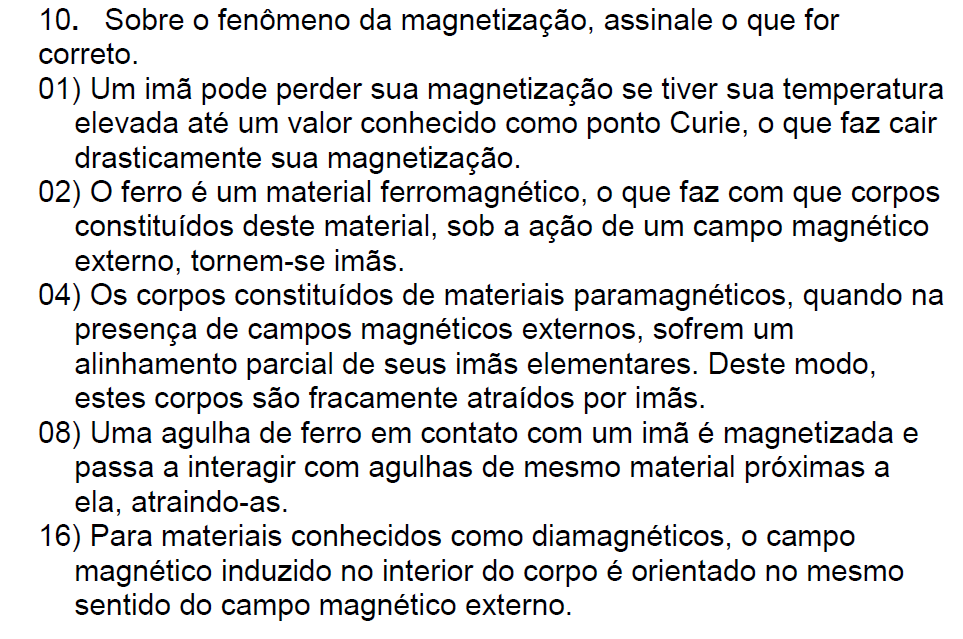 10. Sobre o fenômeno da magnetização, assinale o que for
correto.
01) Um imã pode perder sua magnetização se tiver sua temperatura
elevada até um valor conhecido como ponto Curie, o que faz cair
drasticamente sua magnetização.
02) O ferro é um material ferromagnético, o que faz com que corpos
constituídos deste material, sob a ação de um campo magnético
externo, tornem-se imãs.
04) Os corpos constituídos de materiais paramagnéticos, quando na
presença de campos magnéticos externos, sofrem um
alinhamento parcial de seus imãs elementares. Deste modo,
estes corpos são fracamente atraídos por imãs.
08) Uma agulha de ferro em contato com um imã é magnetizada e
passa a interagir com agulhas de mesmo material próximas a
ela, atraindo-as.
16) Para materiais conhecidos como diamagnéticos, o campo
magnético induzido no interior do corpo é orientado no mesmo
sentido do campo magnético externo.